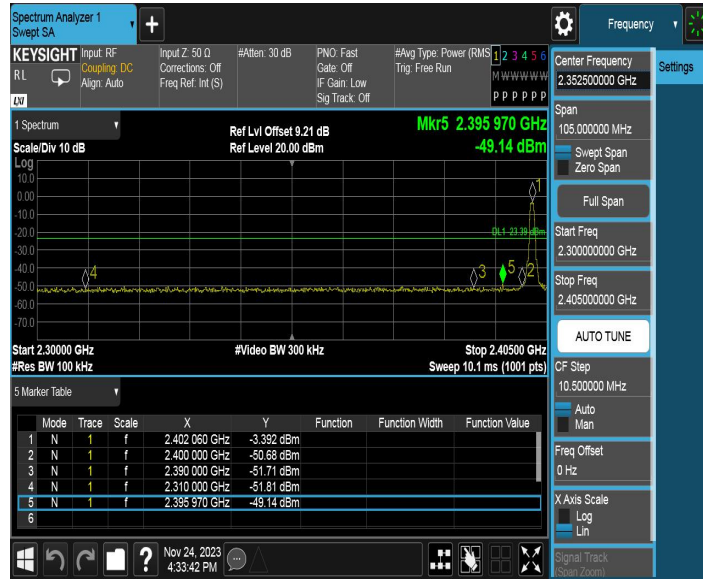 Spectrum Analyzer 1
Swept SA
+
Frequency
KEYSIGHT
RL
LXI
Input: RF
Coupling: DC
Align: Auto
Input Z: 50 Ω
Corrections: Off
Freq Ref: Int (S)
#Atten: 30 dB
PNO: Fast
Gate: Off
IF Gain: Low
Sig Track: Off
#Avg Type: Power (RMS
Trig: Free Run
1 2 3 4 5 6
M W W W W W
P P P P P P
1 Spectrum
Scale/Div 10 dB
Ref Lvl Offset 9.21 dB
Ref Level 20.00 dBm
Mkr5 2.395 970 GHz
-49.14 dBm
Log
10.0
0.00
-10.0
-20.0
-30.0
-40.0
-50.0
-60.0
-70.0
1
DL1 -23.39 dBm
4
3
5
2
Start 2.30000 GHz
#Res BW 100 kHz
#Video BW 300 kHz
Stop 2.40500 GHz
Sweep 10.1 ms (1001 pts)
5 Marker Table
Mode Trace Scale X Y Function Function Width Function Value
1 N 1 f 2.402 060 GHz -3.392 dBm
2 N 1 f 2.400 000 GHz -50.68 dBm
3 N 1 f 2.390 000 GHz -51.71 dBm
4 N 1 f 2.310 000 GHz -51.81 dBm
5 N 1 f 2.395 970 GHz -49.14 dBm
6
?
Nov 24, 2023
4:33:42 PM
Center Frequency
2.352500000 GHz
Settings
Span
105.000000 MHz
Swept Span
Zero Span
Full Span
Start Freq
2.300000000 GHz
Stop Freq
2.405000000 GHz
AUTO TUNE
CF Step
10.500000 MHz
Auto
Man
Freq Offset
0 Hz
X Axis Scale
Log
Lin
Signal Track
(Span Zoom)